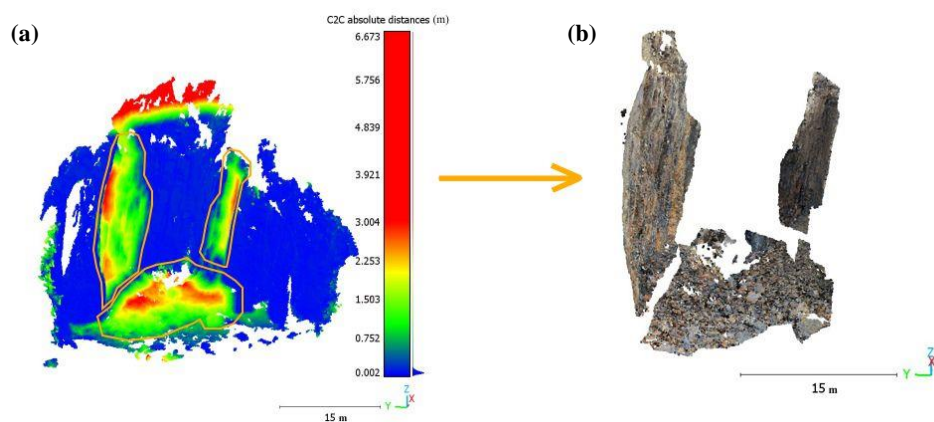 C2C absolute distances (m)
(a)
(b)
6.673
5.756
4.839
3.921
3.004
2.253
1.503
0.752
0.002
Z
X
Y
15 m
Z
X
Y
15 m